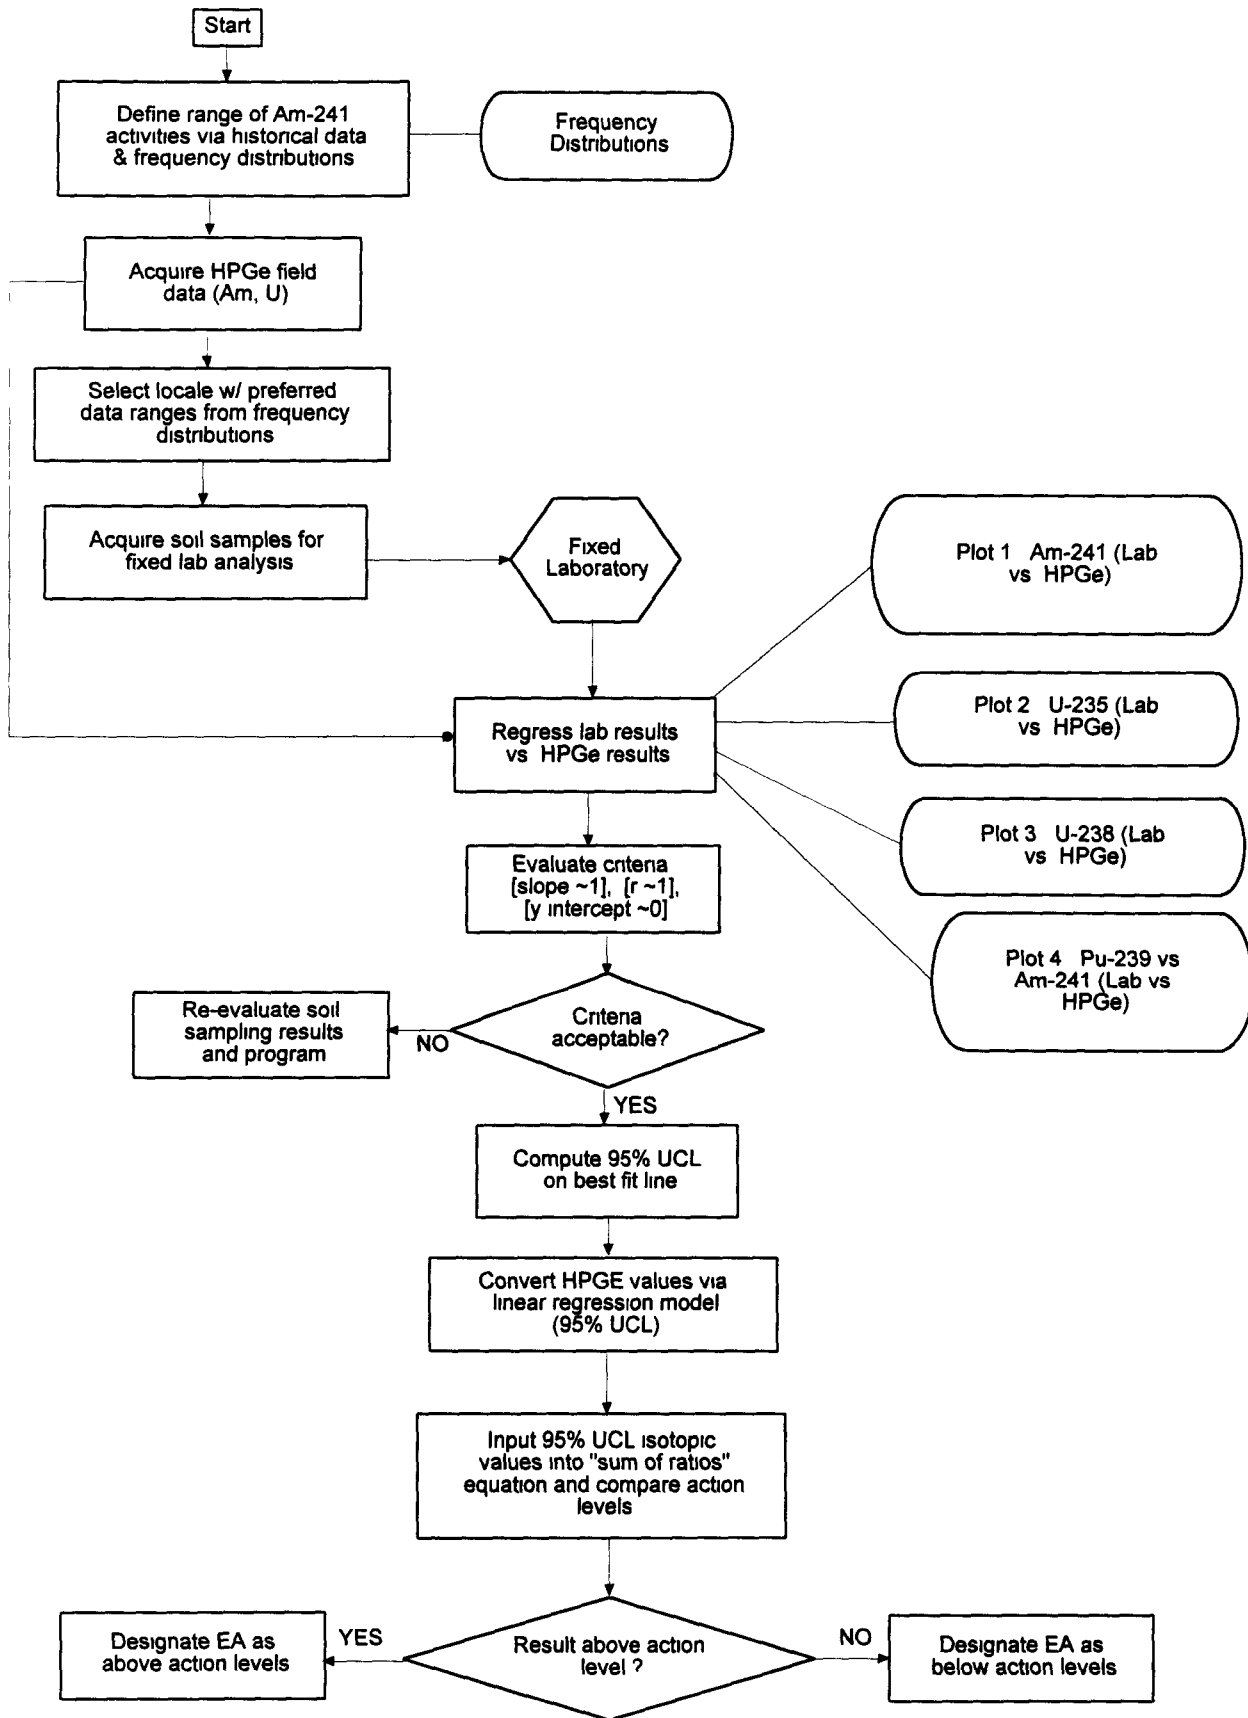 Start
Define range of Am-241
activities via historical data
& frequency distributions
Frequency
Distributions
Acquire HPGe field
data (Am, U)
Select locale w/ preferred
data ranges from frequency
distributions
Acquire soil samples for
fixed lab analysis
Fixed
Laboratory
Plot 1 Am-241 (Lab
vs HPGe)
Regress lab results
vs HPGe results
Plot 2 U-235 (Lab
vs HPGe)
Plot 3 U-238 (Lab
vs HPGe)
Evaluate criteria
[slope ~1], [r ~1],
[y intercept ~0]
Plot 4 Pu-239 vs
Am-241 (Lab vs
HPGe)
Re-evaluate soil
sampling results
and program
NO
Criteria
acceptable?
YES
Compute 95% UCL
on best fit line
Convert HPGE values via
linear regression model
(95% UCL)
Input 95% UCL isotopic
values into "sum of ratios"
equation and compare action
levels
Designate EA as
above action levels
YES
Result above action
level ?
NO
Designate EA as
below action levels